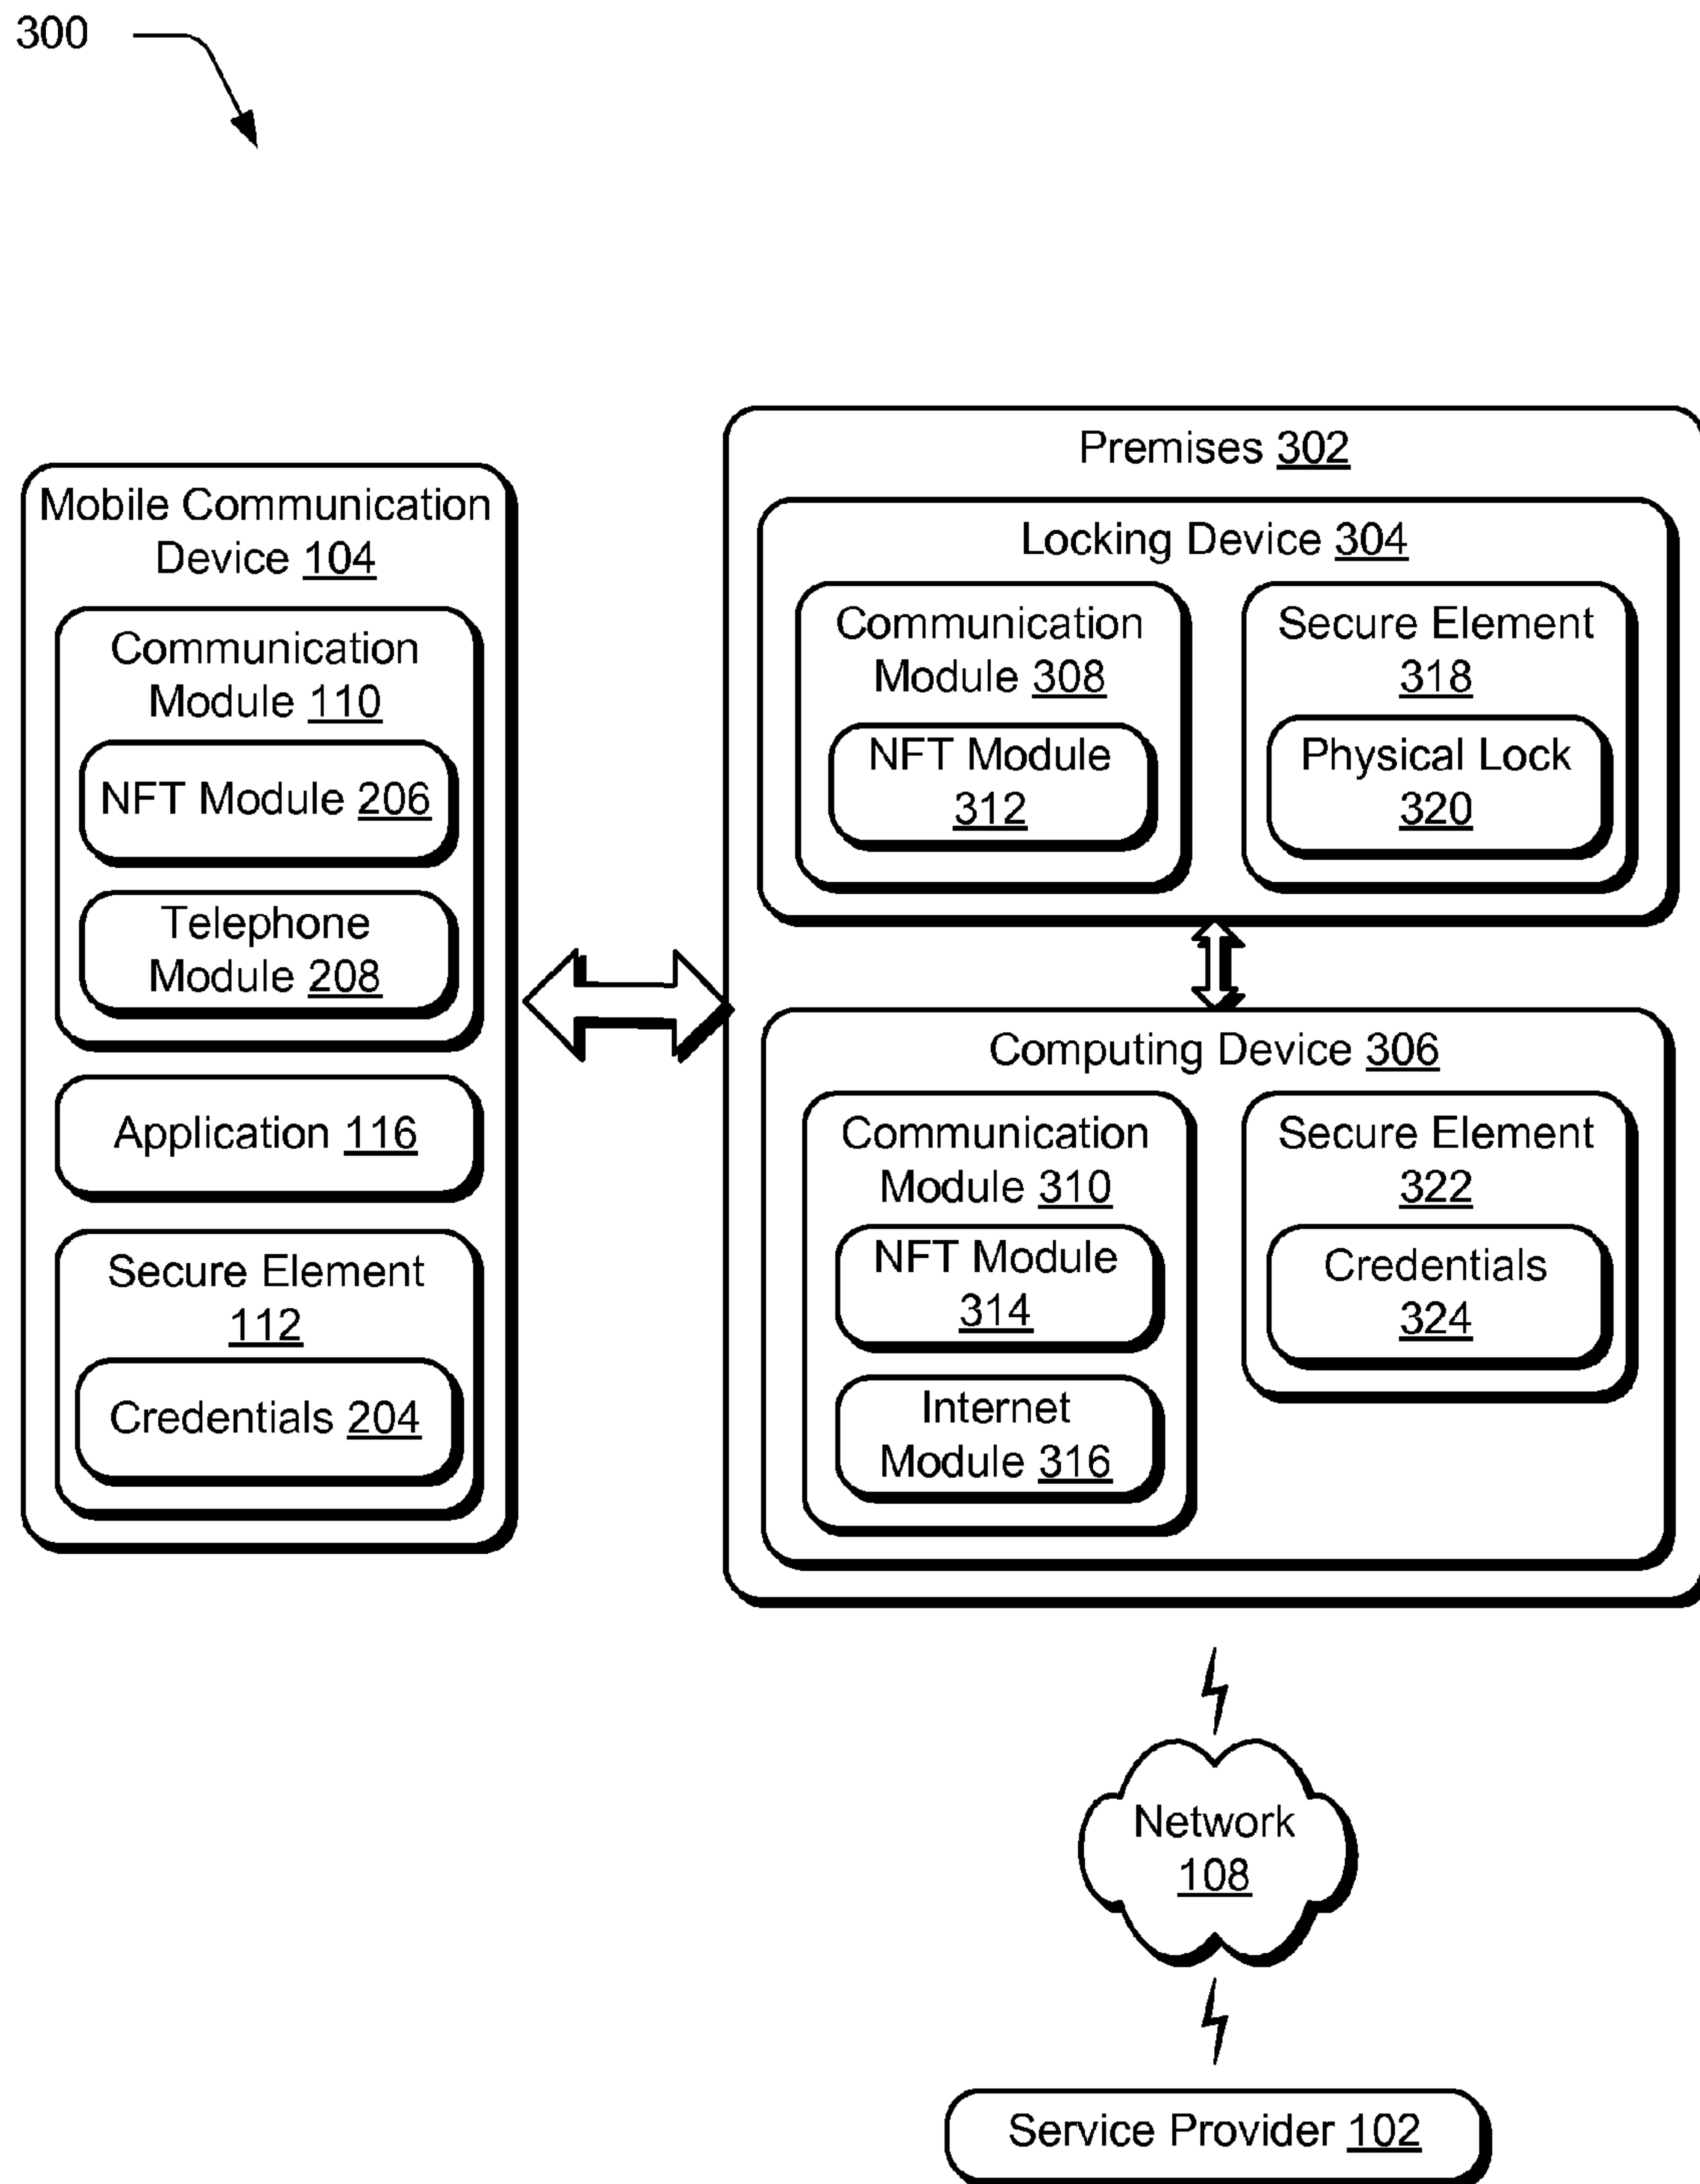 300
Mobile Communication
Device 104
Communication
Module 110
NFT Module 206
Telephone
Module 208
Application 116
Secure Element
112
Credentials 204
Premises 302
Locking Device 304
Communication
Module 308
NFT Module
312
Secure Element
318
Physical Lock
320
Computing Device 306
Communication
Module 310
NFT Module
314
Internet
Module 316
Secure Element
322
Credentials
324
Network
108
Service Provider 102